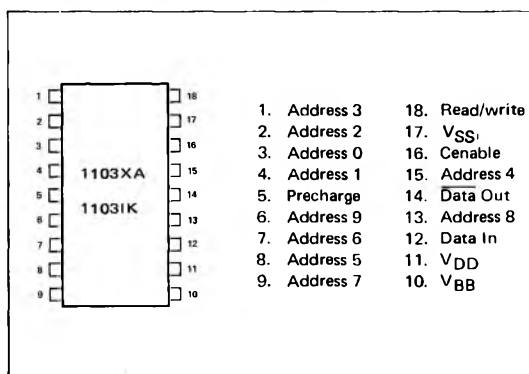 1 18
2 17
3 16
4 15
5 14
6 13
7 12
8 11
9 10
1103XA
1103IK
1. Address 3
2. Address 2
3. Address 0
4. Address 1
5. Precharge
6. Address 9
7. Address 6
8. Address 5
9. Address 7
18. Read/write
17. VSS
16. Cenable
15. Address 4
14. Data Out
13. Address 8
12. Data In
11. VDD
10. VBB